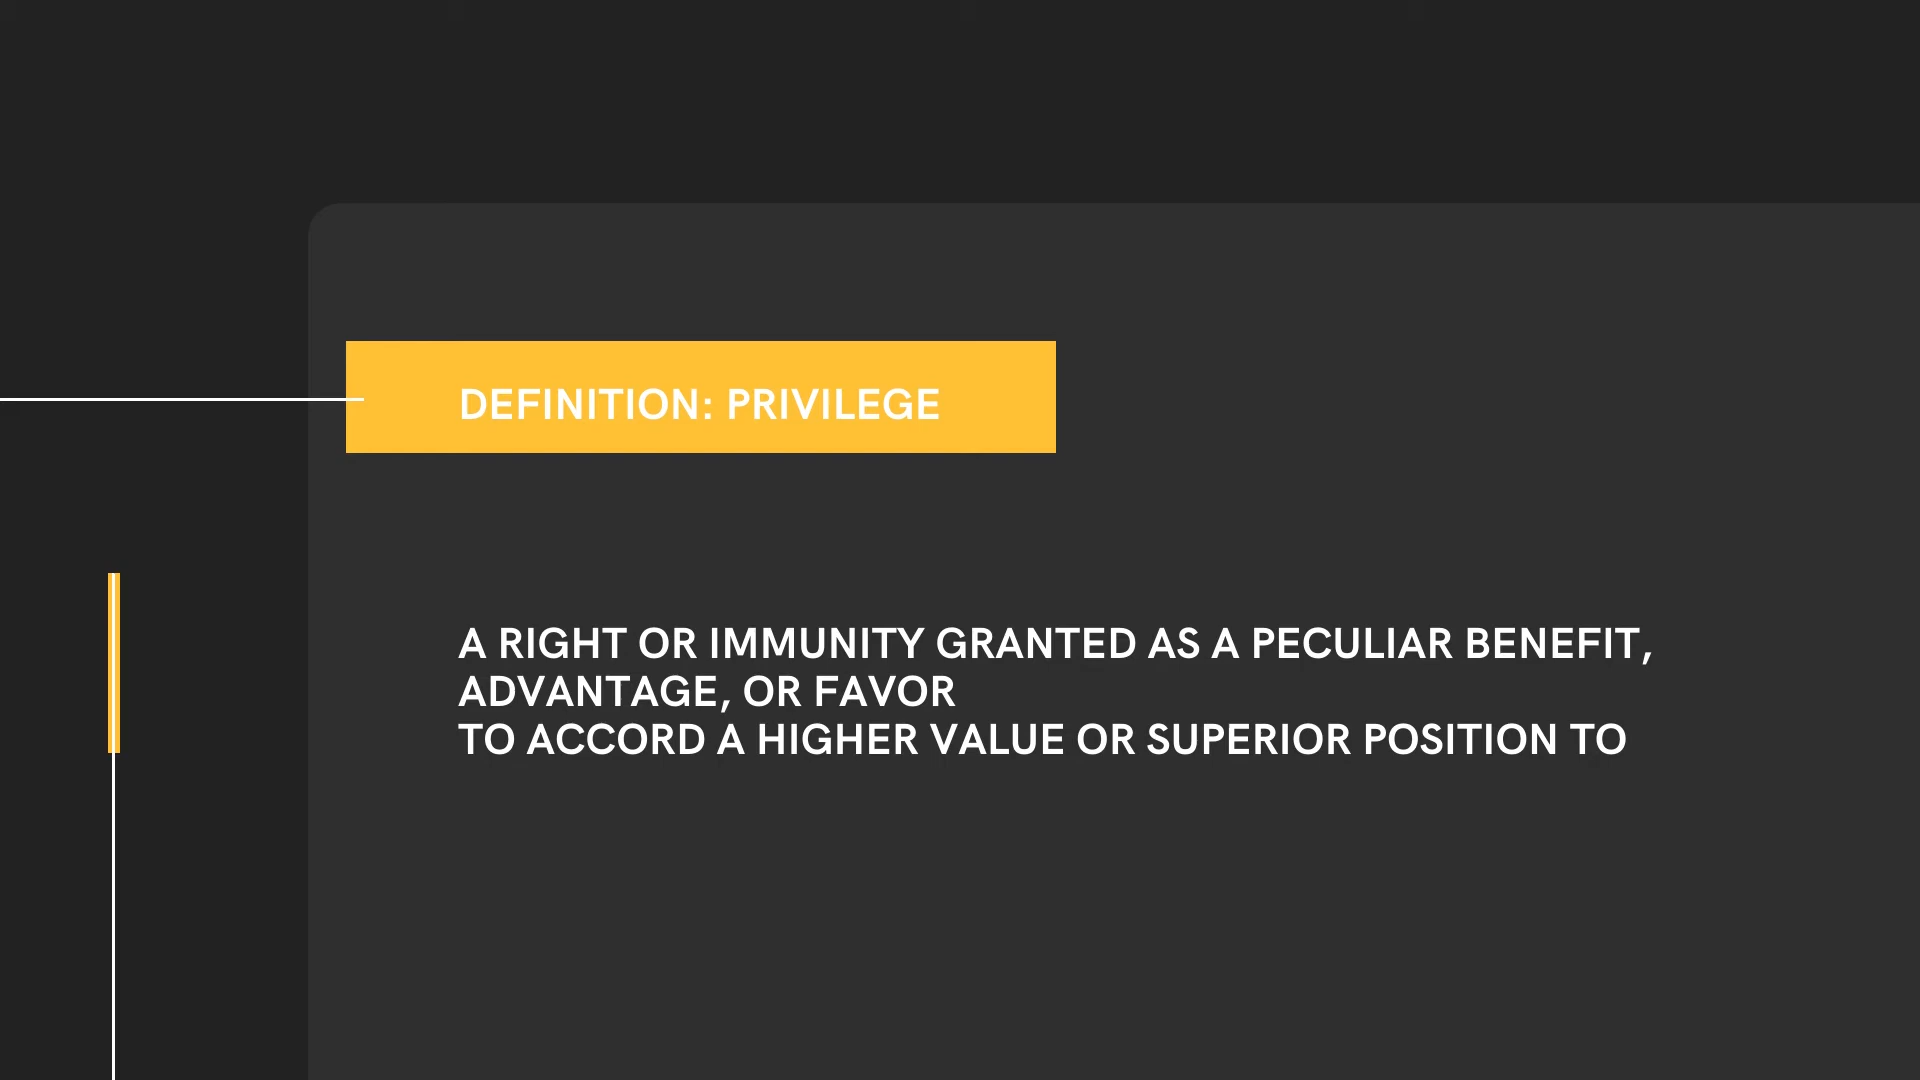 DEFINITION: PRIVILEGE
A RIGHT OR IMMUNITY GRANTED AS A PECULIAR BENEFIT,
ADVANTAGE, OR FAVOR
TO ACCORD A HIGHER VALUE OR SUPERIOR POSITION TO